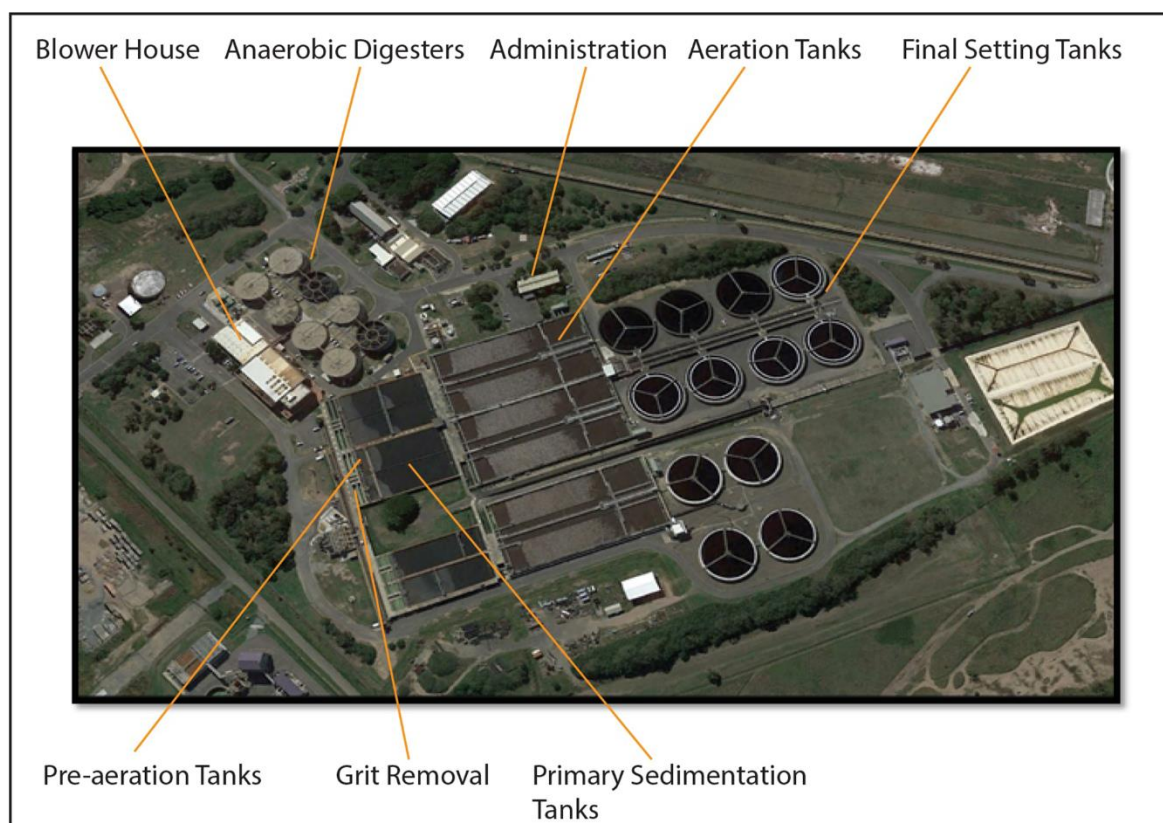 Blower House
Anaerobic Digesters
Administration
Aeration Tanks
Final Setting Tanks
Pre-aeration Tanks
Grit Removal
Primary Sedimentation
Tanks